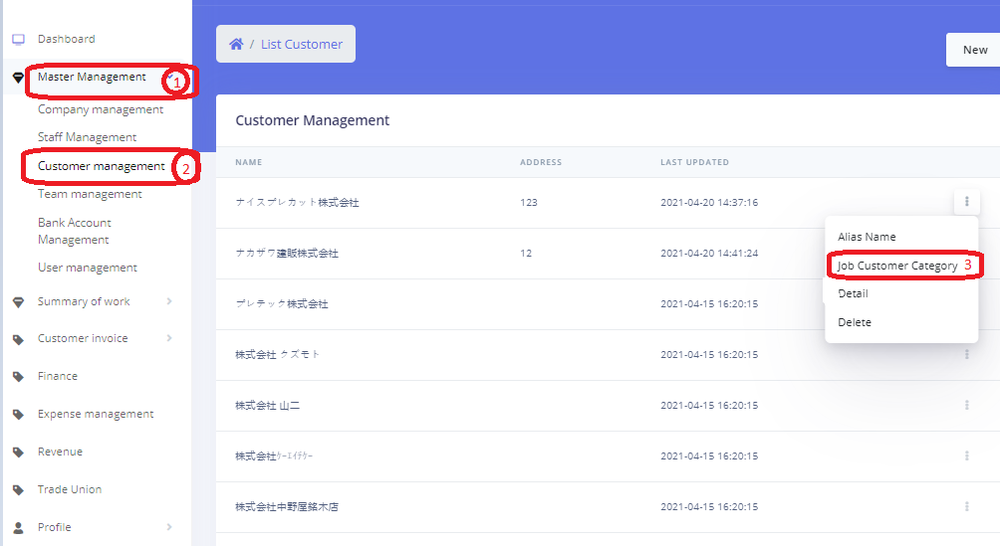 Dashboard
Master Management 1
Company management
Staff Management
Customer management 2
Team management
Bank Account
Management
User management
Summary of work
Customer invoice
Finance
Expense management
Revenue
Trade Union
Profile
/ List Customer
New
Customer Management
NAME ADDRESS LAST UPDATED
ナイスプレカット株式会社 123 2021-04-20 14:37:16
ナカザワ建販株式会社 12 2021-04-20 14:41:24
プレテック株式会社 2021-04-15 16:20:15
株式会社 クズモト 2021-04-15 16:20:15
株式会社 山二 2021-04-15 16:20:15
株式会社ｹｰｴｲﾁｹｰ 2021-04-15 16:20:15
株式会社中野屋銘木店 2021-04-15 16:20:15
Alias Name
Job Customer Category 3
Detail
Delete